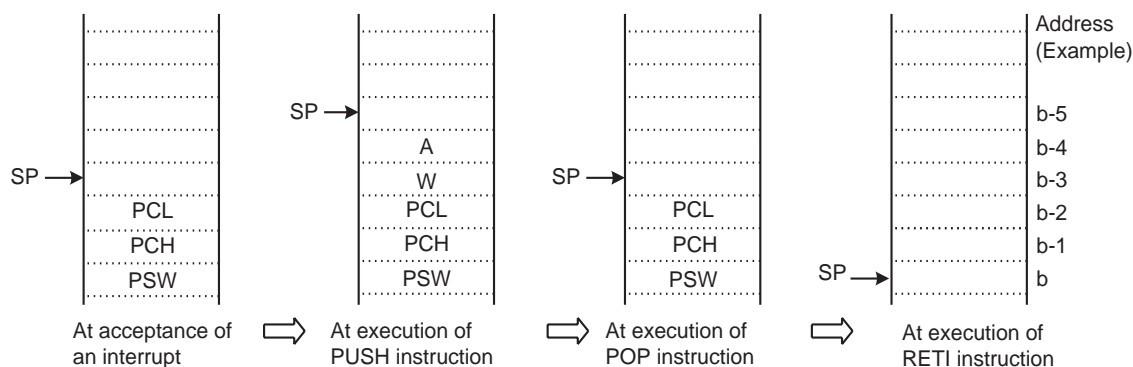 Address
(Example)
SP
b-5
A
b-4
SP
W
SP
b-3
PCL
PCL
PCL
b-2
PCH
PCH
PCH
b-1
PSW
PSW
PSW
SP
b
At acceptance of
an interrupt
At execution of
PUSH instruction
At execution of
POP instruction
At execution of
RETI instruction